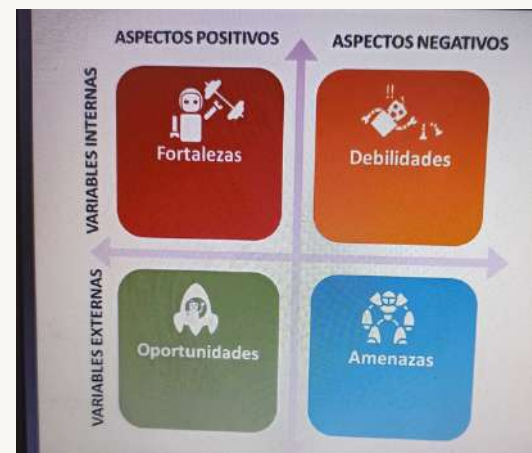 ASPECTOS POSITIVOS
ASPECTOS NEGATIVOS
VARIABLES INTERNAS
Fortalezas
!!
Debilidades
VARIABLES EXTERNAS
Oportunidades
Amenazas